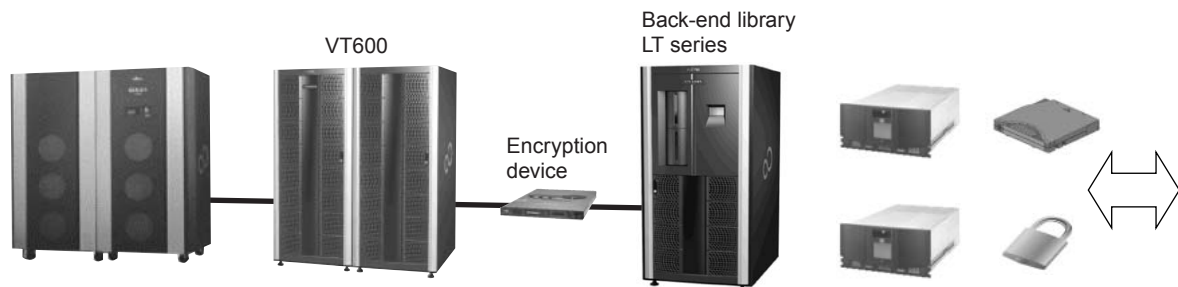 VT600
Back-end library
LT series
Encryption
device